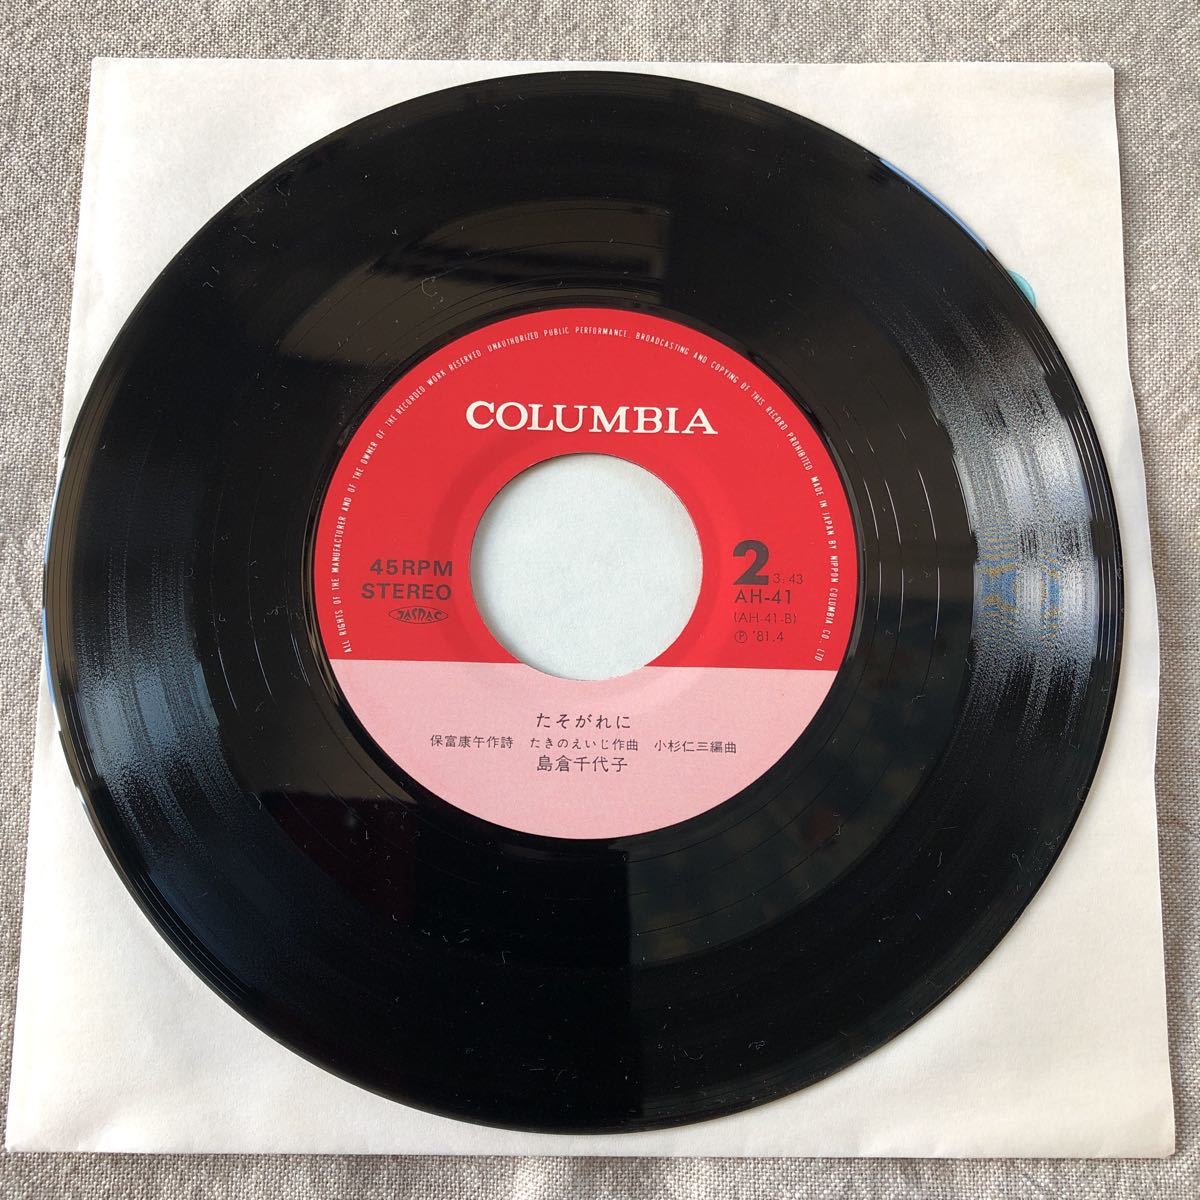 ALL RIGHTS OF THE MANUFACTURER AND OF THE OWNER OF THE RECORDED WORK RESERVED. UNAUTHORIZED PUBLIC PERFORMANCE, BROADCASTING AND COPYING OF THIS RECORD PROHIBITED. MADE IN JAPAN BY NIPPON COLUMBIA CO., LTD
COLUMBIA
45RPM
STEREO
JASRAC
2 3:43
AH-41
(AH-41-B)
Ⓟ '81.4
たそがれに
保富康午作詩 たきのえいじ作曲 小杉仁三編曲
島倉千代子